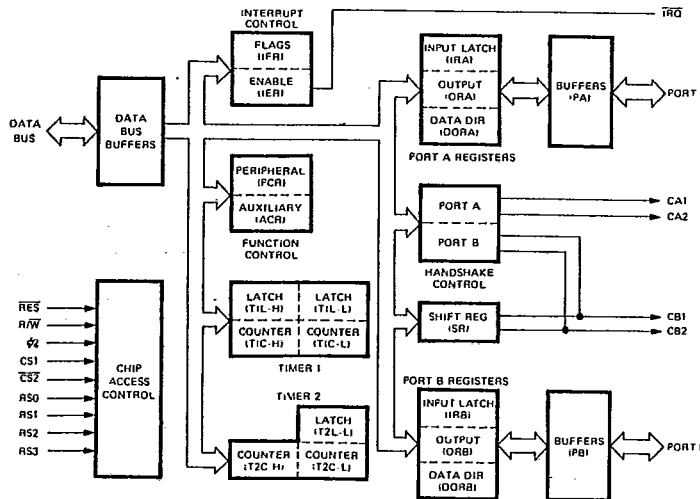 INTERRUPT
CONTROL
IRQ
FLAGS
(IFR)
ENABLE
(IER)
INPUT LATCH
(IRA)
OUTPUT
(ORA)
DATA DIR
(DDRA)
BUFFERS
(PA)
PORT
PORT A REGISTERS
DATA
BUS
DATA
BUS
BUFFERS
PERIPHERAL
(PCR)
AUXILIARY
(ACR)
FUNCTION
CONTROL
PORT A
PORT B
CA1
CA2
HANDSHAKE
CONTROL
RES
R/W
ϕ2
CS1
CS2
RS0
RS1
RS2
RS3
CHIP
ACCESS
CONTROL
LATCH
(T1L-H)
LATCH
(T1L-L)
COUNTER
(T1C-H)
COUNTER
(T1C-L)
TIMER 1
SHIFT REG
(SR)
CB1
CB2
TIMER 2
LATCH
(T2L-L)
COUNTER
(T2C-H)
COUNTER
(T2C-L)
PORT B REGISTERS
INPUT LATCH
(IRB)
OUTPUT
(ORB)
DATA DIR
(DDRB)
BUFFERS
(PB)
PORT